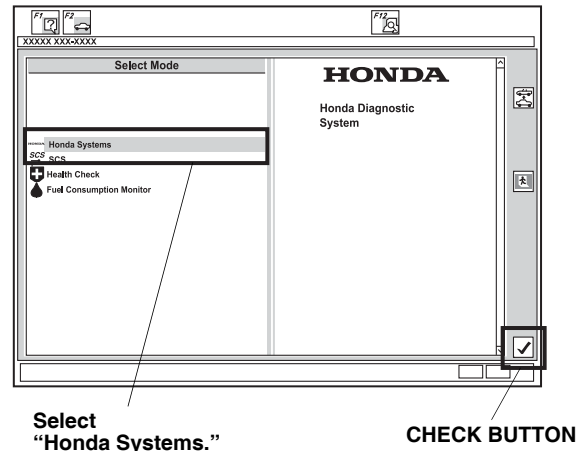 F1 F2 F12
XXXXX XXX-XXXX
Select Mode
HONDA
Honda Diagnostic
System
HONDA Honda Systems
SCS SCS
Health Check
Fuel Consumption Monitor
Select
“Honda Systems.”
CHECK BUTTON